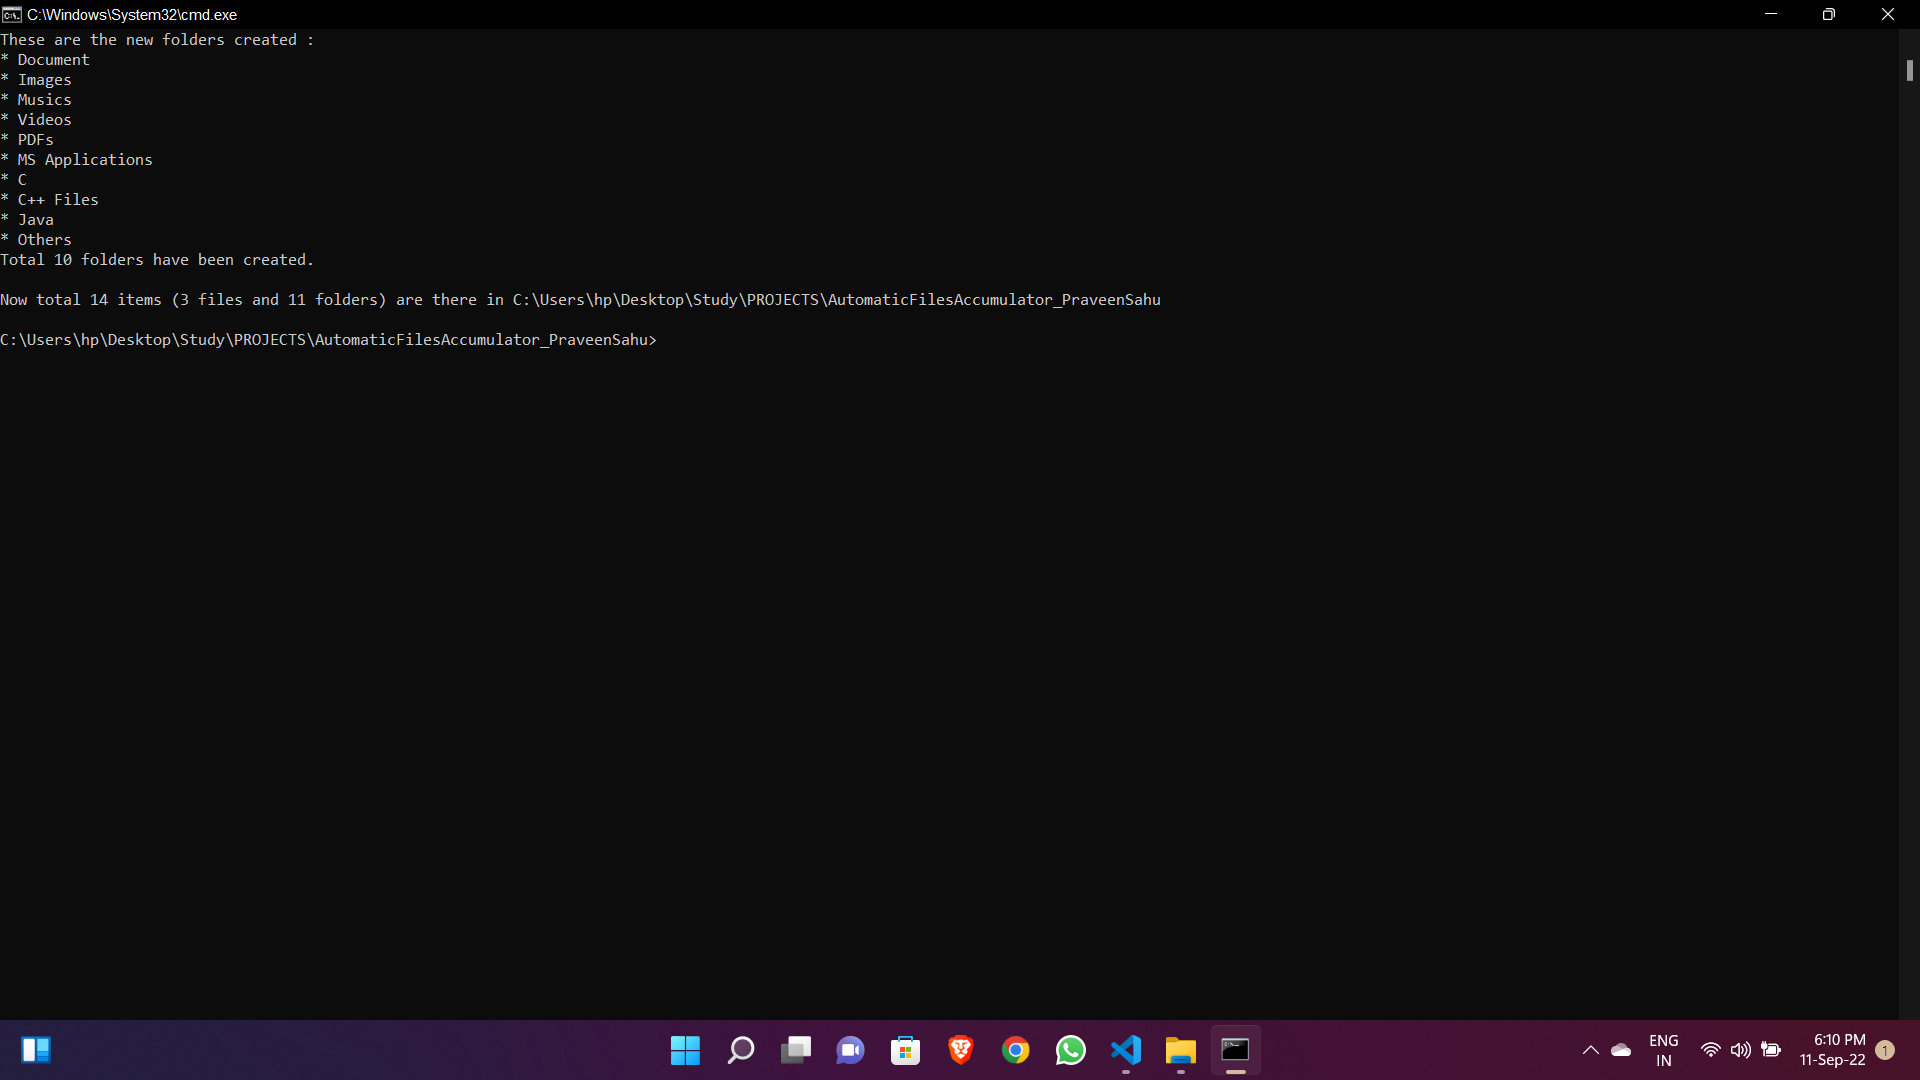 C:\Windows\System32\cmd.exe
These are the new folders created :
* Document
* Images
* Musics
* Videos
* PDFs
* MS Applications
* C
* C++ Files
* Java
* Others
Total 10 folders have been created.
Now total 14 items (3 files and 11 folders) are there in C:\Users\hp\Desktop\Study\PROJECTS\AutomaticFilesAccumulator_PraveenSahu
C:\Users\hp\Desktop\Study\PROJECTS\AutomaticFilesAccumulator_PraveenSahu>
ENG
IN
6:10 PM
11-Sep-22
1